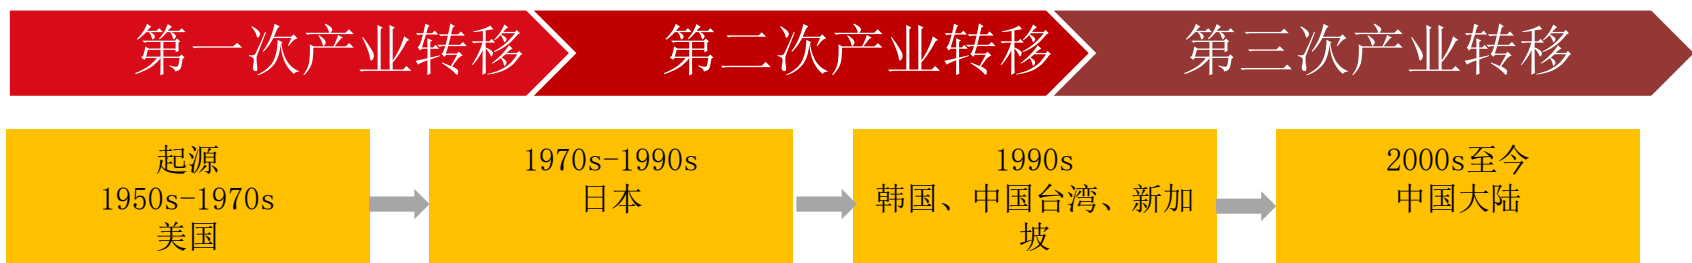 第一次产业转移
第二次产业转移
第三次产业转移
起源
1950s-1970s
美国
1970s-1990s
日本
1990s
韩国、中国台湾、新加
坡
2000s至今
中国大陆